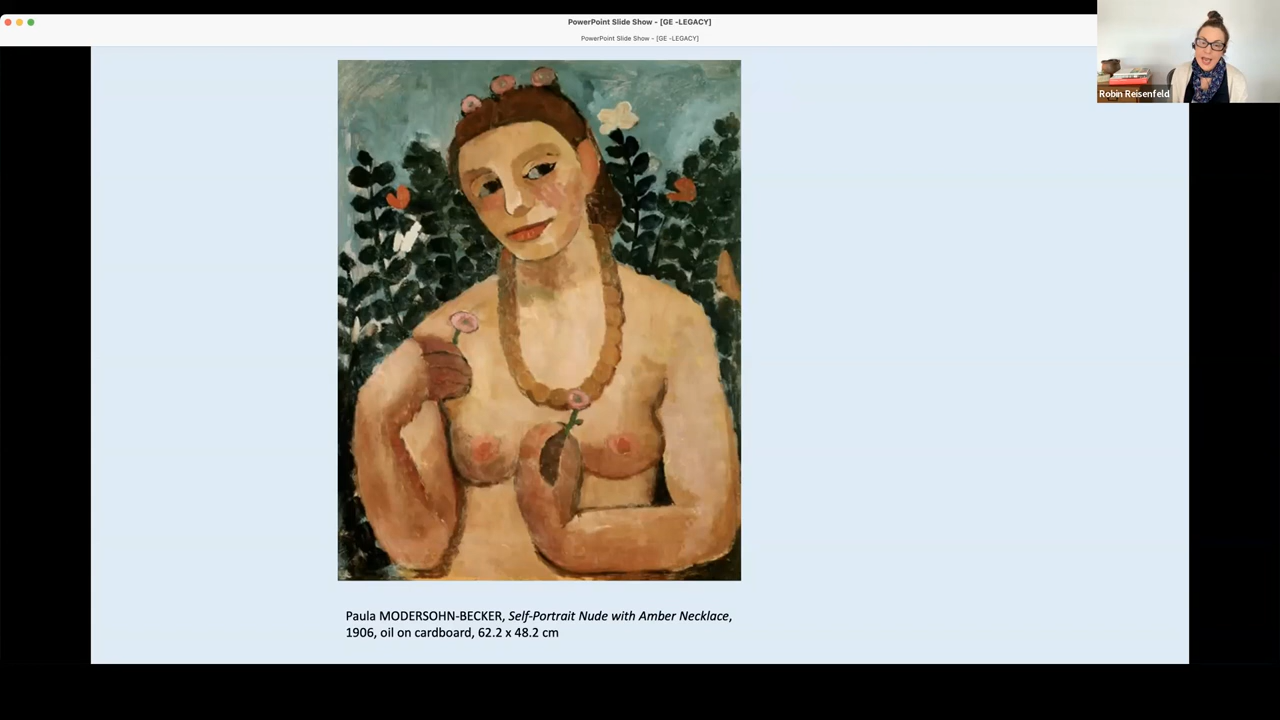 PowerPoint Slide Show - [GE -LEGACY]
PowerPoint Slide Show - [GE -LEGACY]
Robin Reisenfeld
Paula MODERSOHN-BECKER, Self-Portrait Nude with Amber Necklace,
1906, oil on cardboard, 62.2 x 48.2 cm